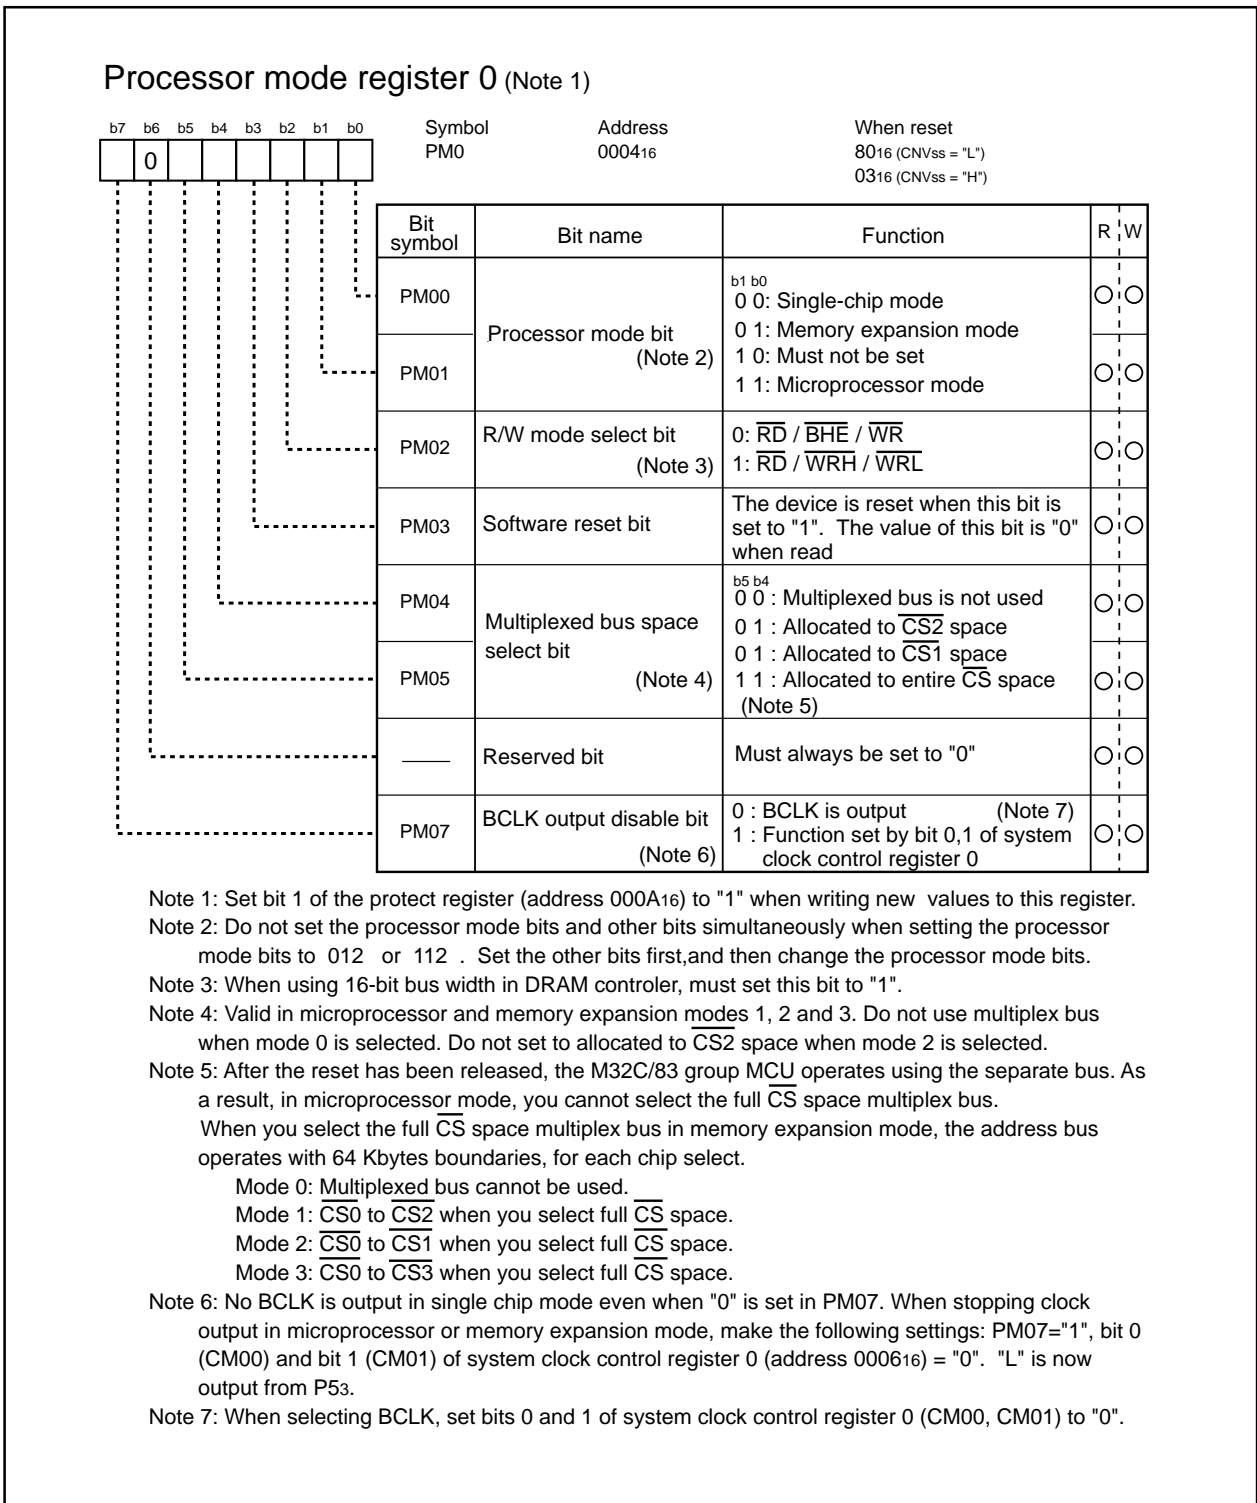 Processor mode register 0 (Note 1)
b7 b6 b5 b4 b3 b2 b1 b0
0
Symbol Address When reset
PM0 000416 8016 (CNVss = "L")
0316 (CNVss = "H")
Bit symbol Bit name Function R W
PM00
PM01
Processor mode bit
(Note 2)
b1 b0
0 0: Single-chip mode
0 1: Memory expansion mode
1 0: Must not be set
1 1: Microprocessor mode
PM02
R/W mode select bit
(Note 3)
0: R̅D̅ / B̅H̅E̅ / W̅R̅
1: R̅D̅ / W̅R̅H̅ / W̅R̅L̅
PM03
Software reset bit
The device is reset when this bit is
set to "1". The value of this bit is "0"
when read
PM04
PM05
Multiplexed bus space
select bit
(Note 4)
b5 b4
0 0 : Multiplexed bus is not used
0 1 : Allocated to C̅S̅2̅ space
0 1 : Allocated to C̅S̅1̅ space
1 1 : Allocated to entire C̅S̅ space
(Note 5)
Reserved bit
Must always be set to "0"
PM07
BCLK output disable bit
(Note 6)
0 : BCLK is output (Note 7)
1 : Function set by bit 0,1 of system
clock control register 0
Note 1: Set bit 1 of the protect register (address 000A16) to "1" when writing new values to this register.
Note 2: Do not set the processor mode bits and other bits simultaneously when setting the processor
mode bits to 012 or 112 . Set the other bits first,and then change the processor mode bits.
Note 3: When using 16-bit bus width in DRAM controler, must set this bit to "1".
Note 4: Valid in microprocessor and memory expansion modes 1, 2 and 3. Do not use multiplex bus
when mode 0 is selected. Do not set to allocated to C̅S̅2̅ space when mode 2 is selected.
Note 5: After the reset has been released, the M32C/83 group MCU operates using the separate bus. As
a result, in microprocessor mode, you cannot select the full C̅S̅ space multiplex bus.
When you select the full C̅S̅ space multiplex bus in memory expansion mode, the address bus
operates with 64 Kbytes boundaries, for each chip select.
Mode 0: Multiplexed bus cannot be used.
Mode 1: C̅S̅0̅ to C̅S̅2̅ when you select full C̅S̅ space.
Mode 2: C̅S̅0̅ to C̅S̅1̅ when you select full C̅S̅ space.
Mode 3: C̅S̅0̅ to C̅S̅3̅ when you select full C̅S̅ space.
Note 6: No BCLK is output in single chip mode even when "0" is set in PM07. When stopping clock
output in microprocessor or memory expansion mode, make the following settings: PM07="1", bit 0
(CM00) and bit 1 (CM01) of system clock control register 0 (address 000616) = "0". "L" is now
output from P53.
Note 7: When selecting BCLK, set bits 0 and 1 of system clock control register 0 (CM00, CM01) to "0".